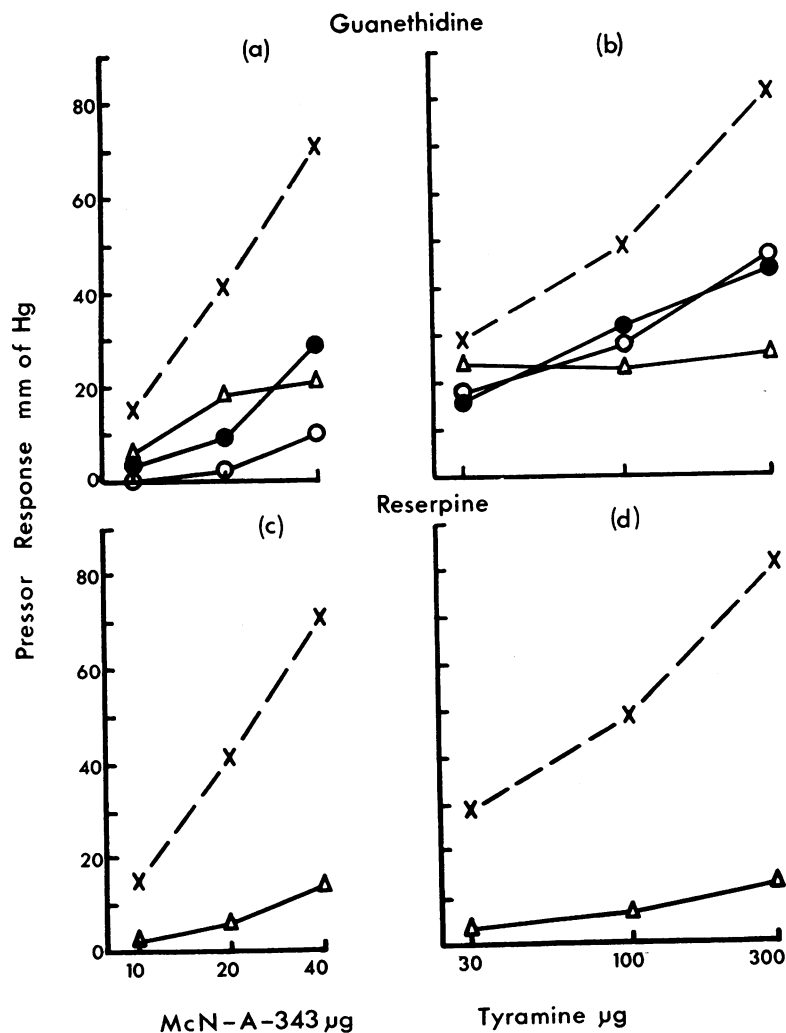 Guanethidine
(a)
(b)
80
60
40
20
0
Pressor Response mm of Hg
Reserpine
(c)
(d)
80
60
40
20
0
10 20 40
30 100 300
McN-A-343 µg
Tyramine µg